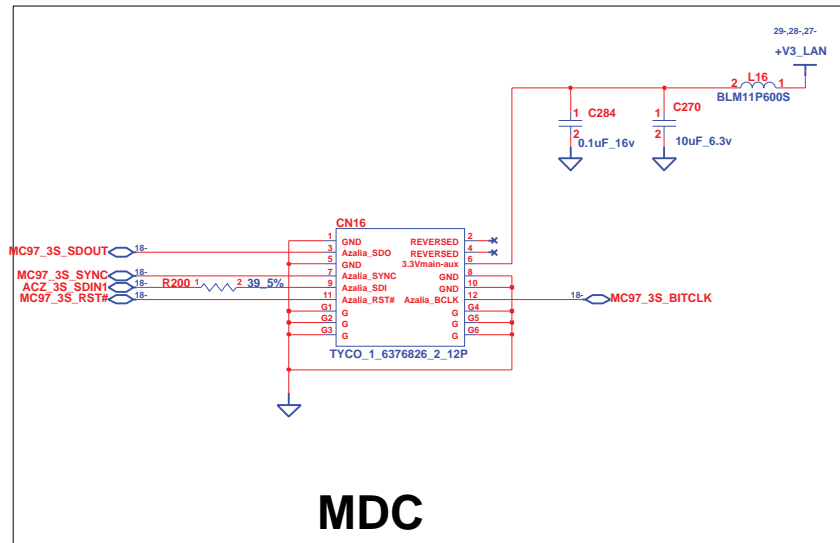 29-,28-,27-
+V3_LAN
2 L16 1
BLM11P600S
1 C284
2 0.1uF_16v
1 C270
2 10uF_6.3v
CN16
1 GND REVERSED 2
MC97_3S_SDOUT 18- 3 Azalia_SDO REVERSED 4
5 GND 3.3Vmain-aux 6
MC97_3S_SYNC 18- 7 Azalia_SYNC GND 8
ACZ_3S_SDIN1 18- R200 1 2 39_5% 9 Azalia_SDI GND 10
MC97_3S_RST# 18- 11 Azalia_RST# Azalia_BCLK 12 18- MC97_3S_BITCLK
G1 G G G4
G2 G G G5
G3 G G G6
TYCO_1_6376826_2_12P
MDC